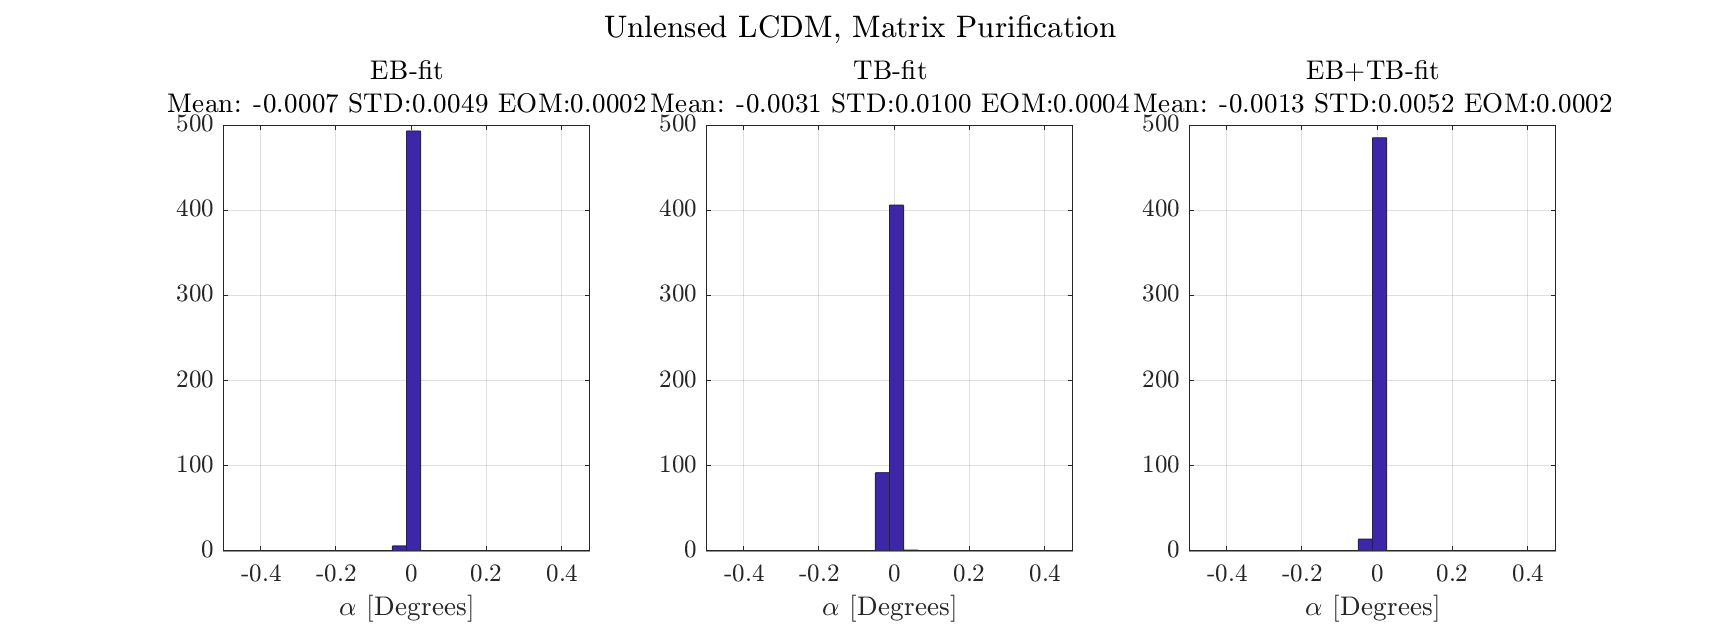 Unlensed LCDM, Matrix Purification
EB-fit
Mean: -0.0007 STD:0.0049 EOM:0.0002
500
400
300
200
100
0
-0.4 -0.2 0 0.2 0.4
α [Degrees]
TB-fit
Mean: -0.0031 STD:0.0100 EOM:0.0004
500
400
300
200
100
0
-0.4 -0.2 0 0.2 0.4
α [Degrees]
EB+TB-fit
Mean: -0.0013 STD:0.0052 EOM:0.0002
500
400
300
200
100
0
-0.4 -0.2 0 0.2 0.4
α [Degrees]